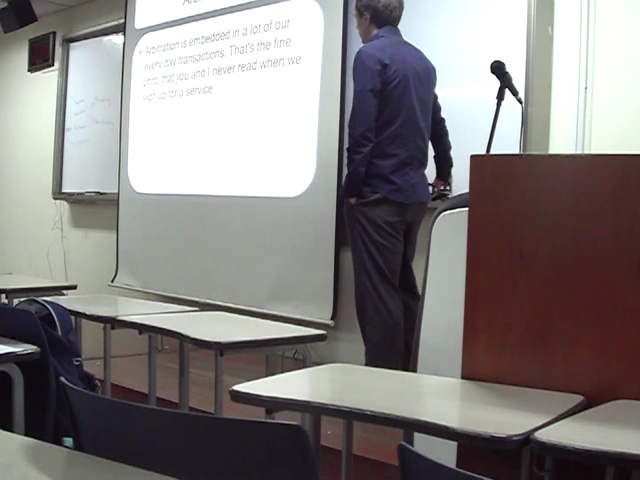 • Arbitration is embedded in a lot of our
every day transactions. That's the fine
print, that you and I never read when we
sign up for a service